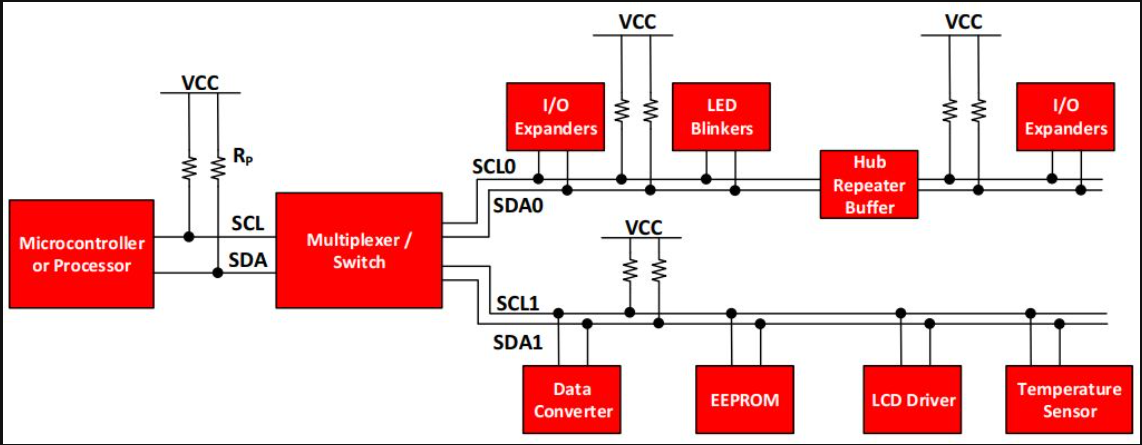 VCC
VCC
VCC
I/O
Expanders
LED
Blinkers
I/O
Expanders
RP
SCL0
Hub
Repeater
Buffer
SDA0
SCL
VCC
Microcontroller
or Processor
Multiplexer /
Switch
SDA
SCL1
SDA1
Data
Converter
EEPROM
LCD Driver
Temperature
Sensor